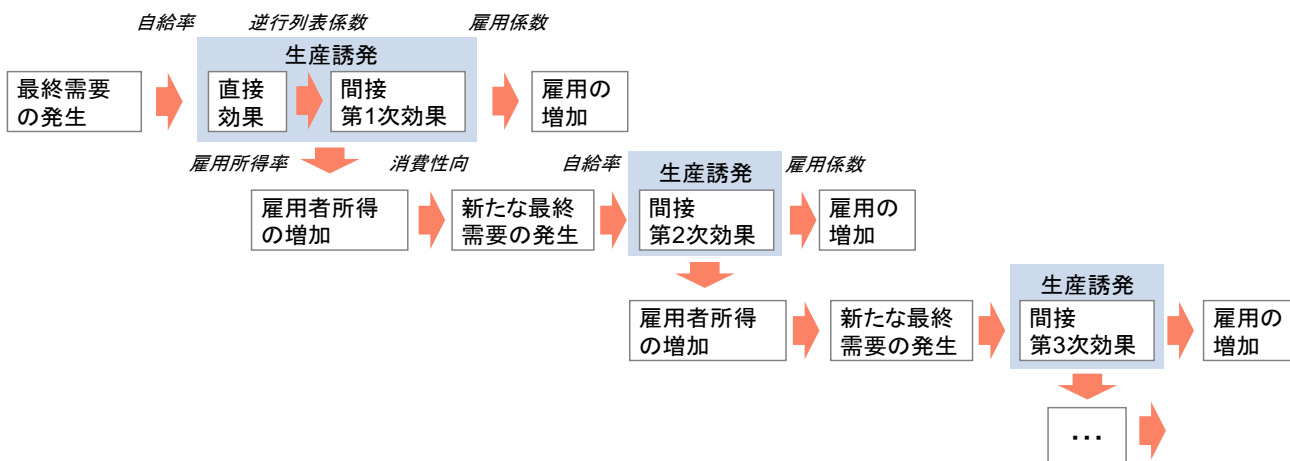 自給率
逆行列表係数
雇用係数
生産誘発
最終需要
の発生
直接
効果
間接
第1次効果
雇用の
増加
雇用所得率
消費性向
自給率
雇用係数
生産誘発
雇用者所得
の増加
新たな最終
需要の発生
間接
第2次効果
雇用の
増加
生産誘発
雇用者所得
の増加
新たな最終
需要の発生
間接
第3次効果
雇用の
増加
…